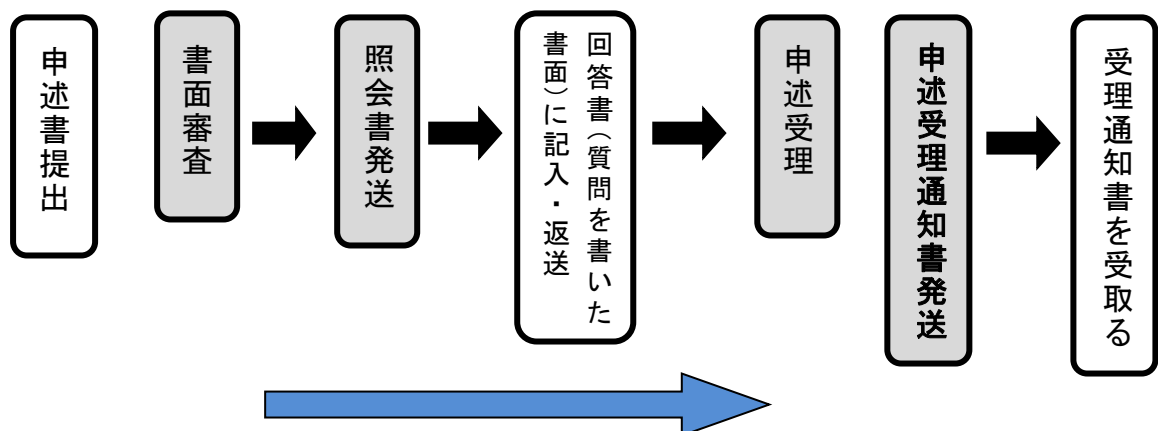 申述書提出
書面審査
照会書発送
回答書（質問を書いた
書面）に記入・返送
申述受理
申述受理通知書発送
受理通知書を受取る